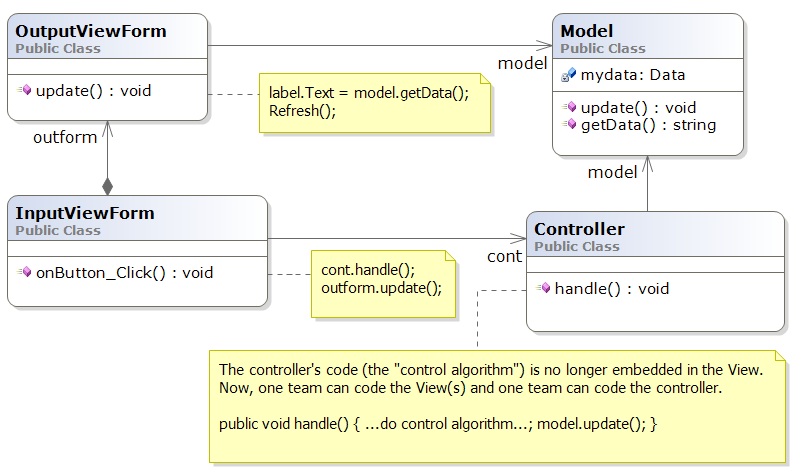 OutputViewForm
Public Class
update() : void
label.Text = model.getData();
Refresh();
model
Model
Public Class
mydata: Data
update() : void
getData() : string
outform
model
InputViewForm
Public Class
onButton_Click() : void
cont.handle();
outform.update();
cont
Controller
Public Class
handle() : void
The controller's code (the "control algorithm") is no longer embedded in the View.
Now, one team can code the View(s) and one team can code the controller.
public void handle() { ...do control algorithm...; model.update(); }